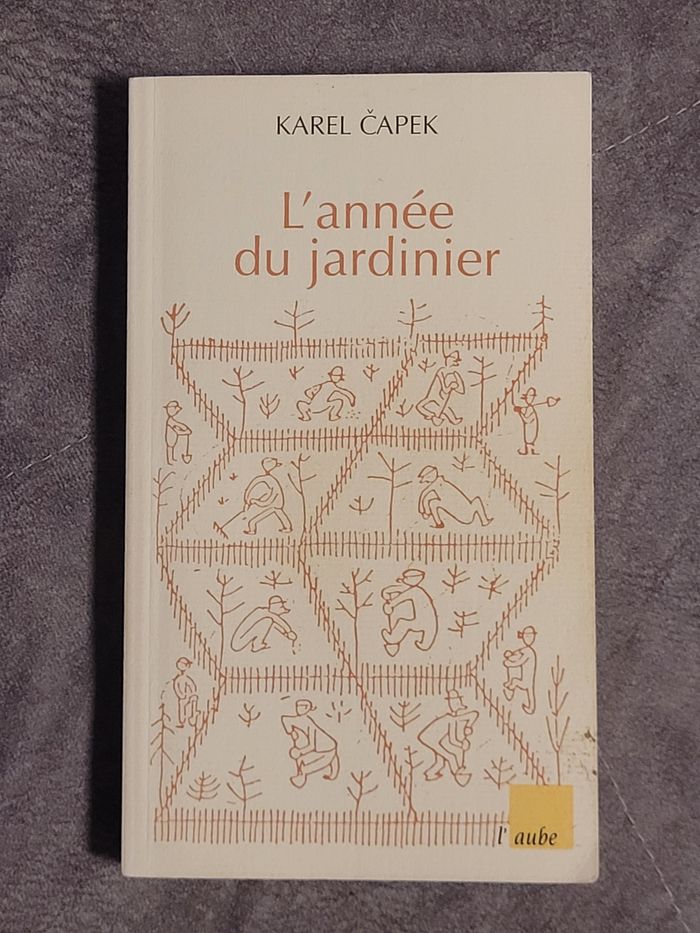 KAREL ČAPEK
L'année
du jardinier
l'aube